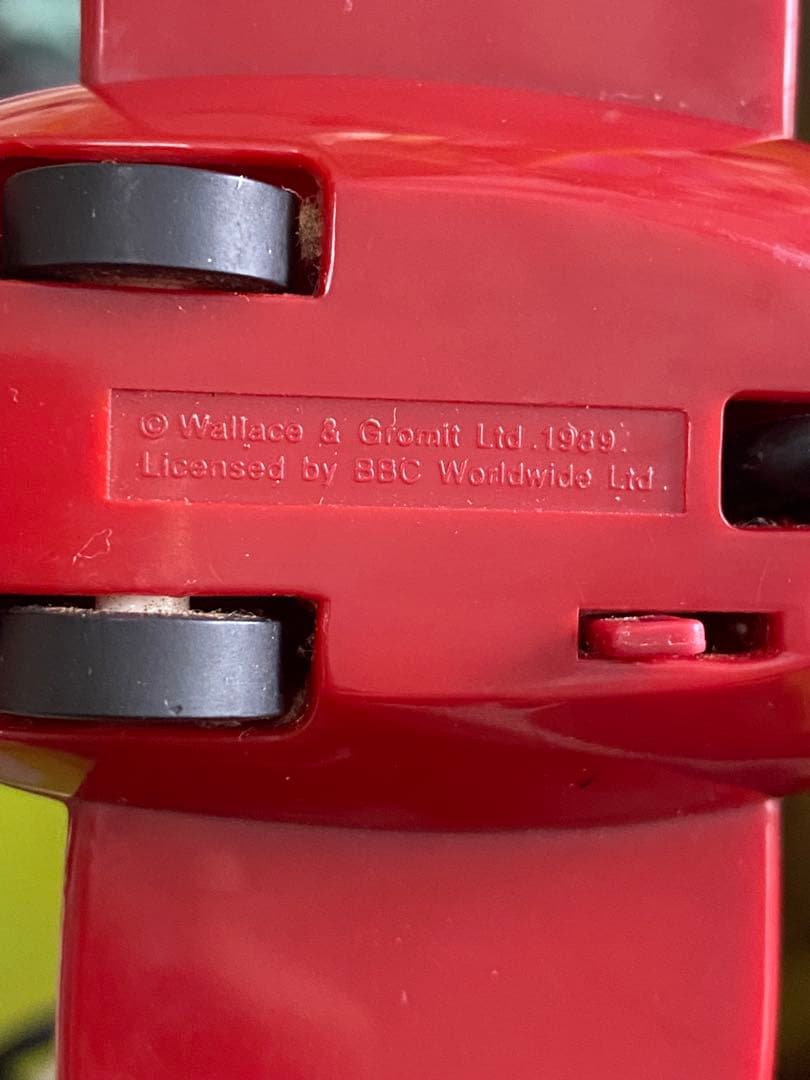 © Wallace & Gromit Ltd.1989.
Licensed by BBC Worldwide Ltd.